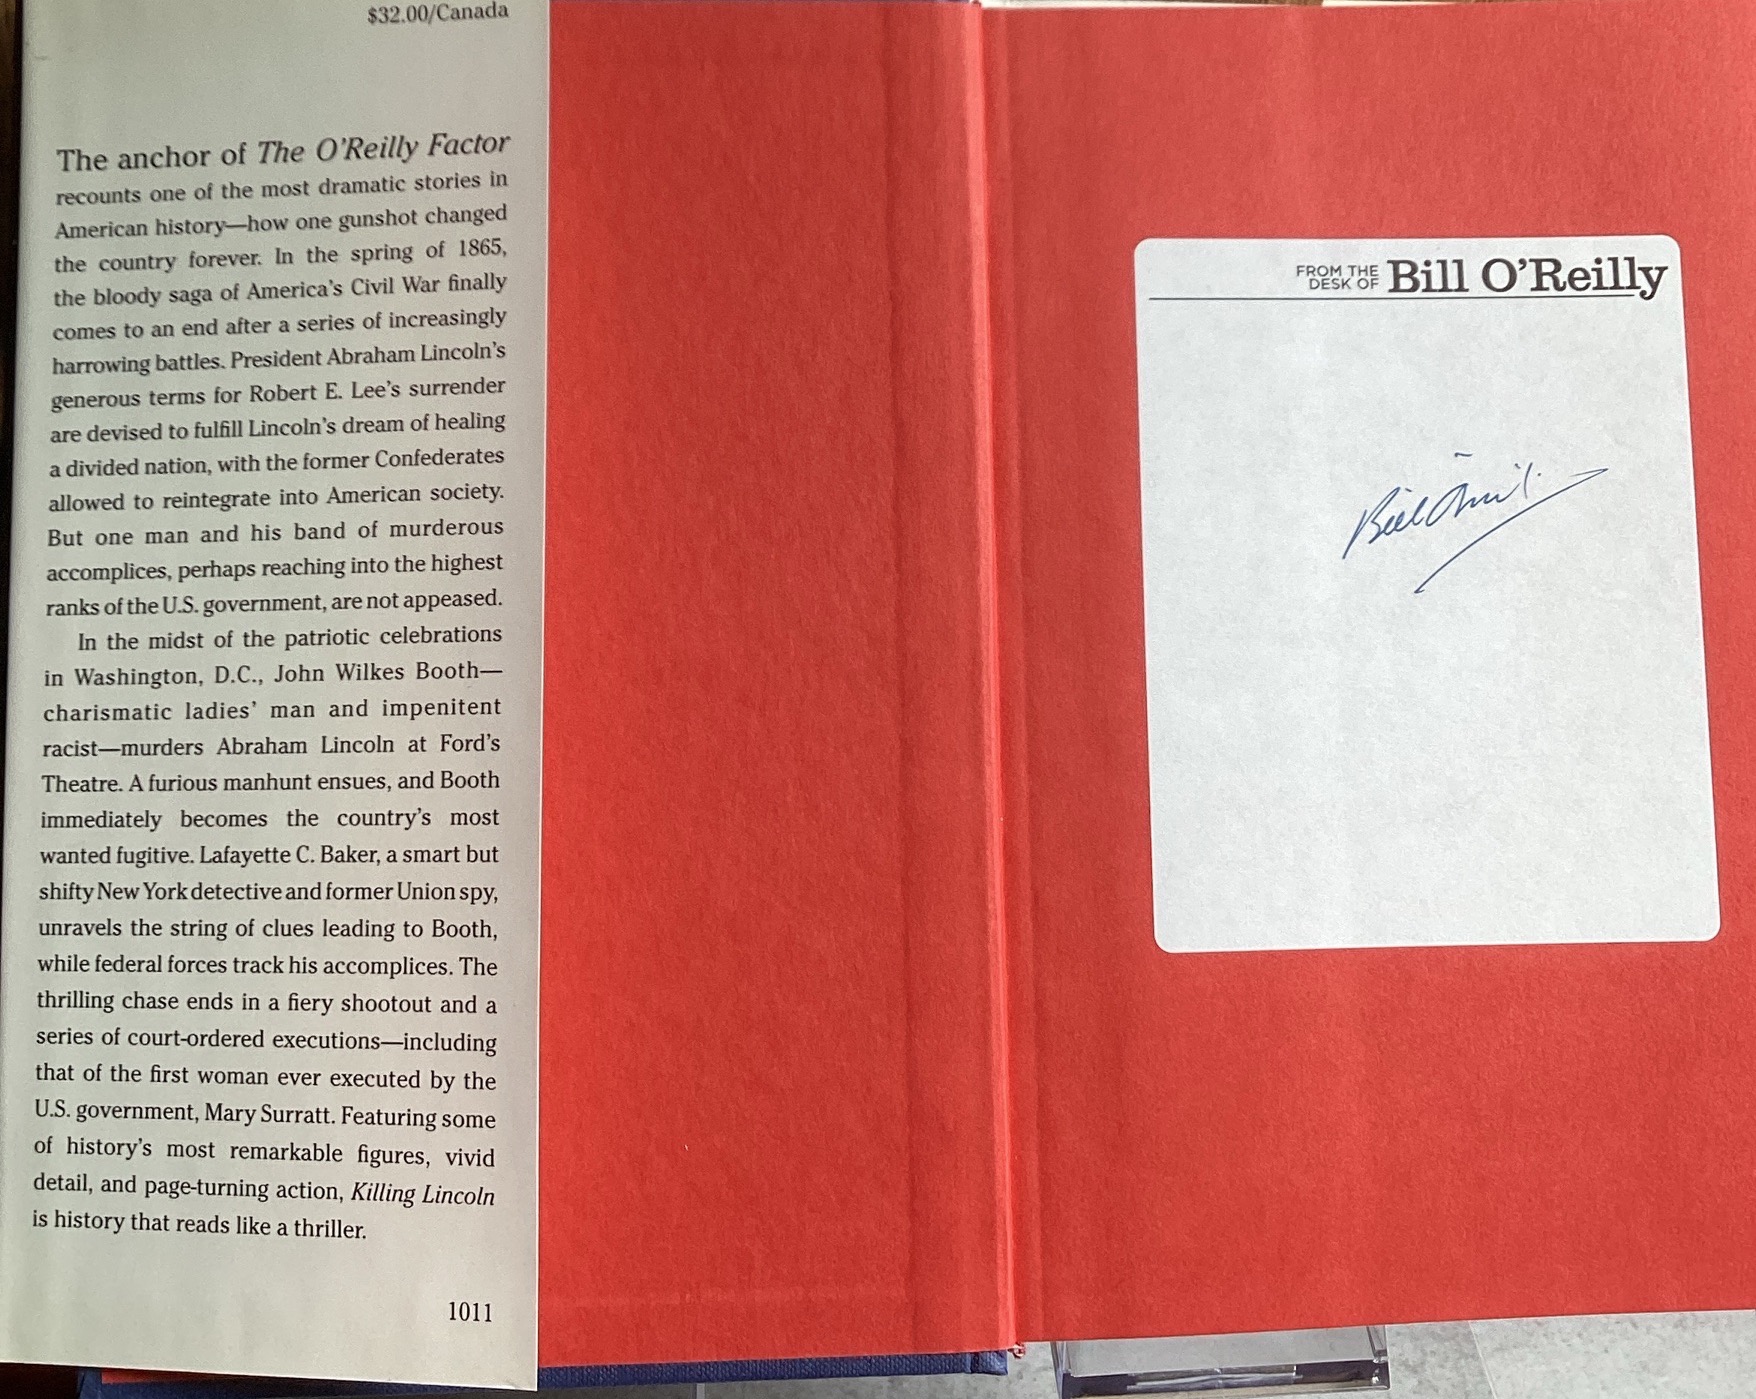 $32.00/Canada
The anchor of The O'Reilly Factor
recounts one of the most dramatic stories in
American history—how one gunshot changed
the country forever. In the spring of 1865,
the bloody saga of America's Civil War finally
comes to an end after a series of increasingly
harrowing battles. President Abraham Lincoln's
generous terms for Robert E. Lee's surrender
are devised to fulfill Lincoln's dream of healing
a divided nation, with the former Confederates
allowed to reintegrate into American society.
But one man and his band of murderous
accomplices, perhaps reaching into the highest
ranks of the U.S. government, are not appeased.
In the midst of the patriotic celebrations
in Washington, D.C., John Wilkes Booth—
charismatic ladies' man and impenitent
racist—murders Abraham Lincoln at Ford's
Theatre. A furious manhunt ensues, and Booth
immediately becomes the country's most
wanted fugitive. Lafayette C. Baker, a smart but
shifty New York detective and former Union spy,
unravels the string of clues leading to Booth,
while federal forces track his accomplices. The
thrilling chase ends in a fiery shootout and a
series of court-ordered executions—including
that of the first woman ever executed by the
U.S. government, Mary Surratt. Featuring some
of history's most remarkable figures, vivid
detail, and page-turning action, Killing Lincoln
is history that reads like a thriller.
1011
FROM THE
DESK OF Bill O'Reilly
Bill